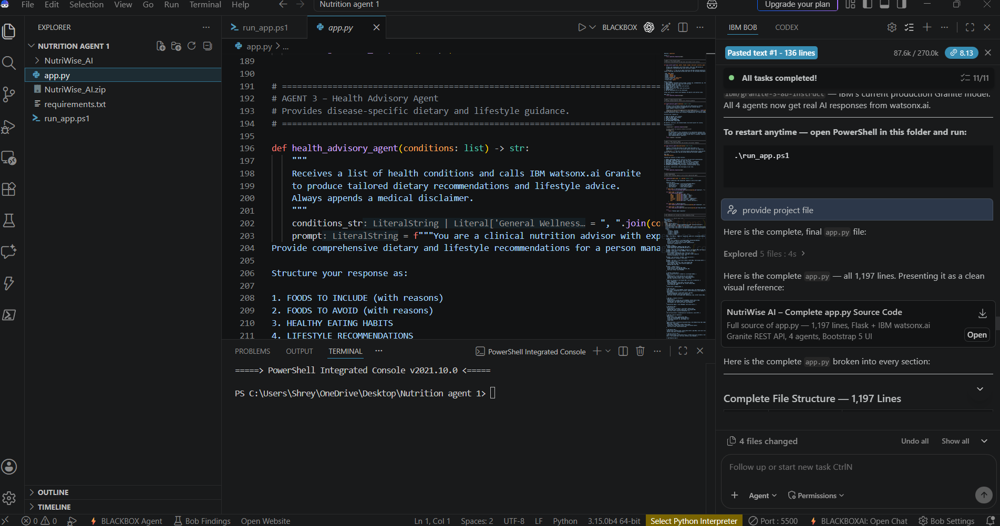 File Edit Selection View Go Run Terminal Help
Nutrition agent 1
Upgrade your plan
EXPLORER
NUTRITION AGENT 1
NutriWise_AI
app.py
NutriWise_AI.zip
requirements.txt
run_app.ps1
OUTLINE
TIMELINE
run_app.ps1
app.py
BLACKBOX
app.py > ...
189
190
191 # ==========================================================================
192 # AGENT 3 – Health Advisory Agent
193 # Provides disease-specific dietary and lifestyle guidance.
194 # ==========================================================================
195
196 def health_advisory_agent(conditions: list) -> str:
197 """
198 Receives a list of health conditions and calls IBM watsonx.ai Granite
199 to produce tailored dietary recommendations and lifestyle advice.
200 Always appends a medical disclaimer.
201 """
202 conditions_str: LiteralString | Literal['General Wellness… = ", ".join(co
203 prompt: LiteralString = f"""You are a clinical nutrition advisor with exp
204 Provide comprehensive dietary and lifestyle recommendations for a person mana
205
206 Structure your response as:
207
208 1. FOODS TO INCLUDE (with reasons)
209 2. FOODS TO AVOID (with reasons)
210 3. HEALTHY EATING HABITS
211 4. LIFESTYLE RECOMMENDATIONS
PROBLEMS OUTPUT TERMINAL ... PowerShell Integrated Console
=====> PowerShell Integrated Console v2021.10.0 <=====
PS C:\Users\Shrey\OneDrive\Desktop\Nutrition agent 1>
IBM BOB CODEX
Pasted text #1 - 136 lines
87.6k / 270.0k 8.13
All tasks completed! 11/11
ibm/granite-3-8b-instruct — IBM's current production Granite model.
All 4 agents now get real AI responses from watsonx.ai.
To restart anytime — open PowerShell in this folder and run:
.\run_app.ps1
provide project file
Here is the complete, final app.py file:
Explored 5 files : 4s >
Here is the complete app.py — all 1,197 lines. Presenting it as a clean
visual reference:
NutriWise AI – Complete app.py Source Code
Full source of app.py — 1,197 lines, Flask + IBM watsonx.ai
Granite REST API, 4 agents, Bootstrap 5 UI
Open
Here is the complete app.py broken into every section:
Complete File Structure — 1,197 Lines
4 files changed Undo all Show all
Follow up or start new task CtrlN
Agent Permissions
0 0 BLACKBOX Agent Bob Findings Open Website Ln 1, Col 1 Spaces: 2 UTF-8 LF Python 3.15.0b4 64-bit Select Python Interpreter Port : 5500 BLACKBOXAI: Open Chat Bob Settings